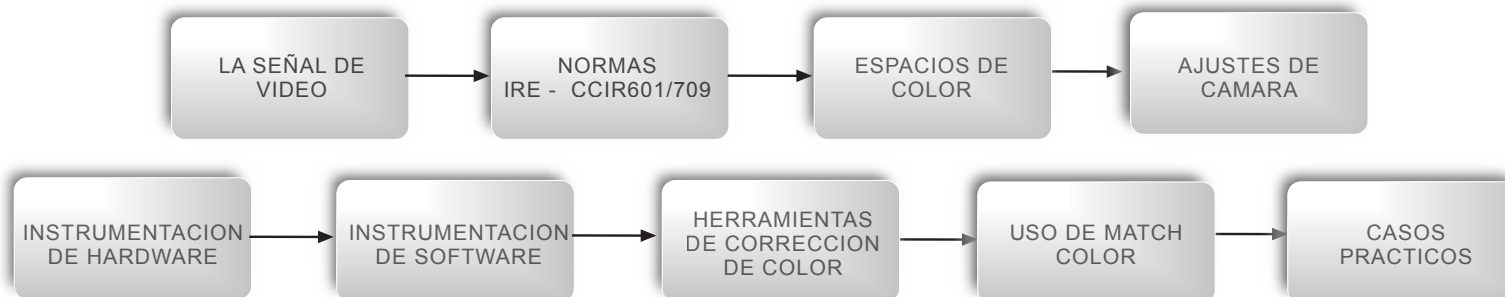 LA SEÑAL DE
VIDEO
NORMAS
IRE - CCIR601/709
ESPACIOS DE
COLOR
AJUSTES DE
CAMARA
INSTRUMENTACION
DE HARDWARE
INSTRUMENTACION
DE SOFTWARE
HERRAMIENTAS
DE CORRECCION
DE COLOR
USO DE MATCH
COLOR
CASOS
PRACTICOS